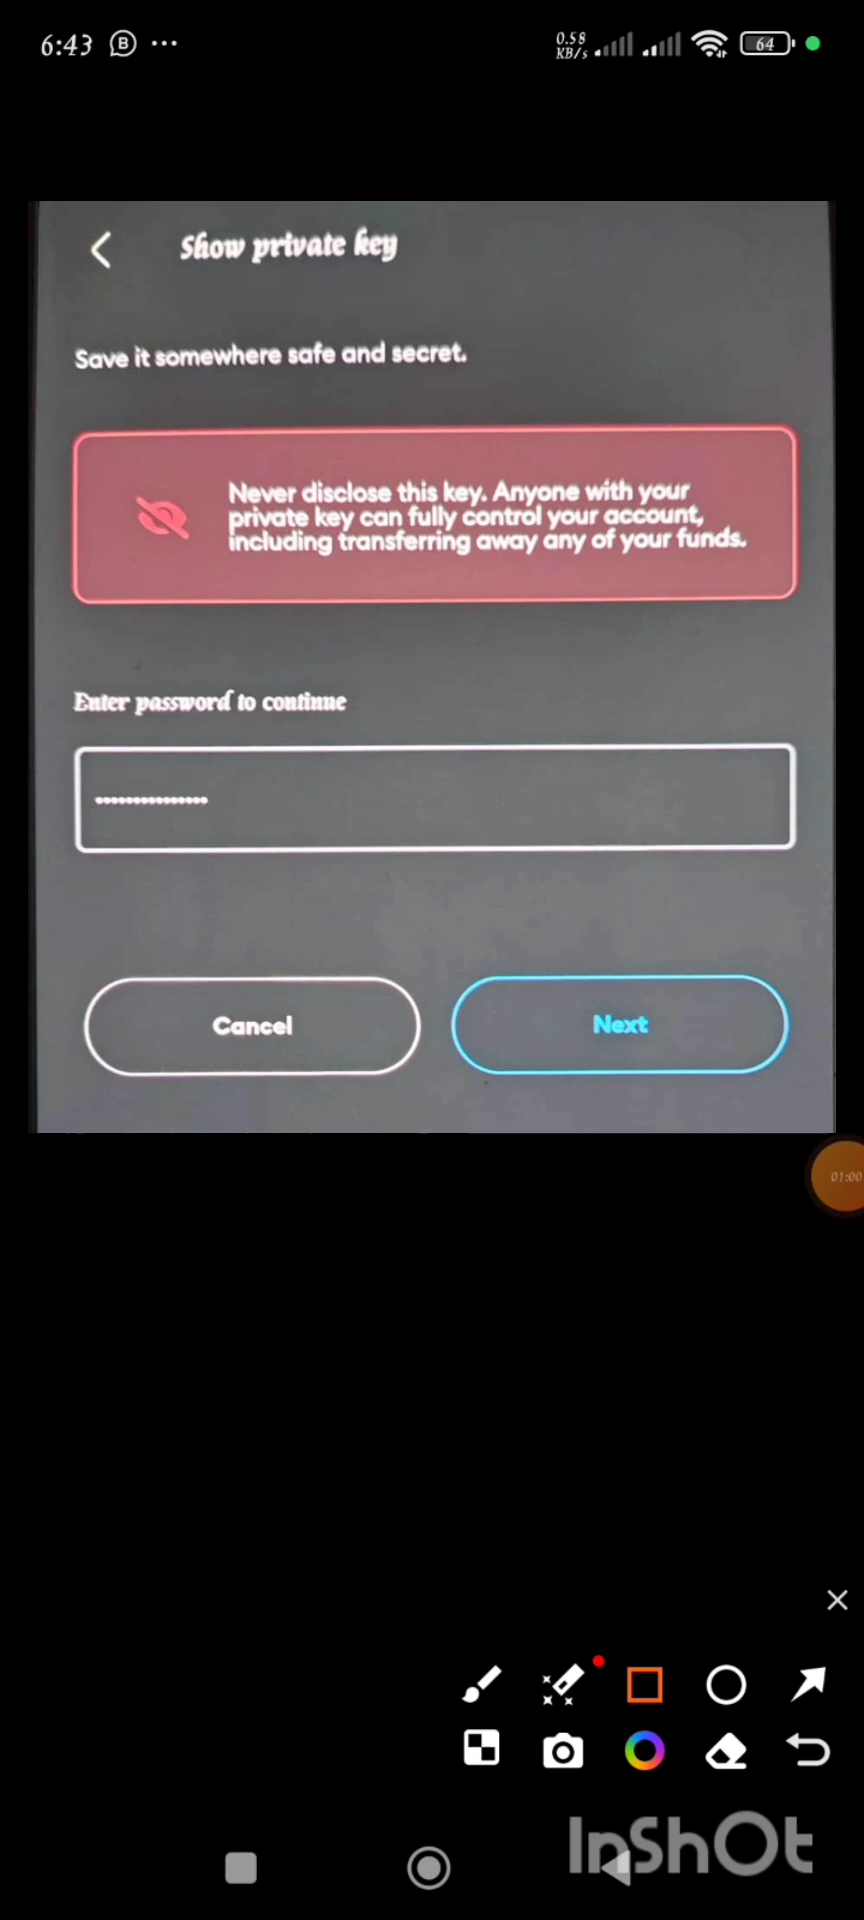 6:43
0.58
KB/s
64
Show private key
Save it somewhere safe and secret.
Never disclose this key. Anyone with your
private key can fully control your account,
including transferring away any of your funds.
Enter password to continue
Cancel
Next
01:00
InShOt